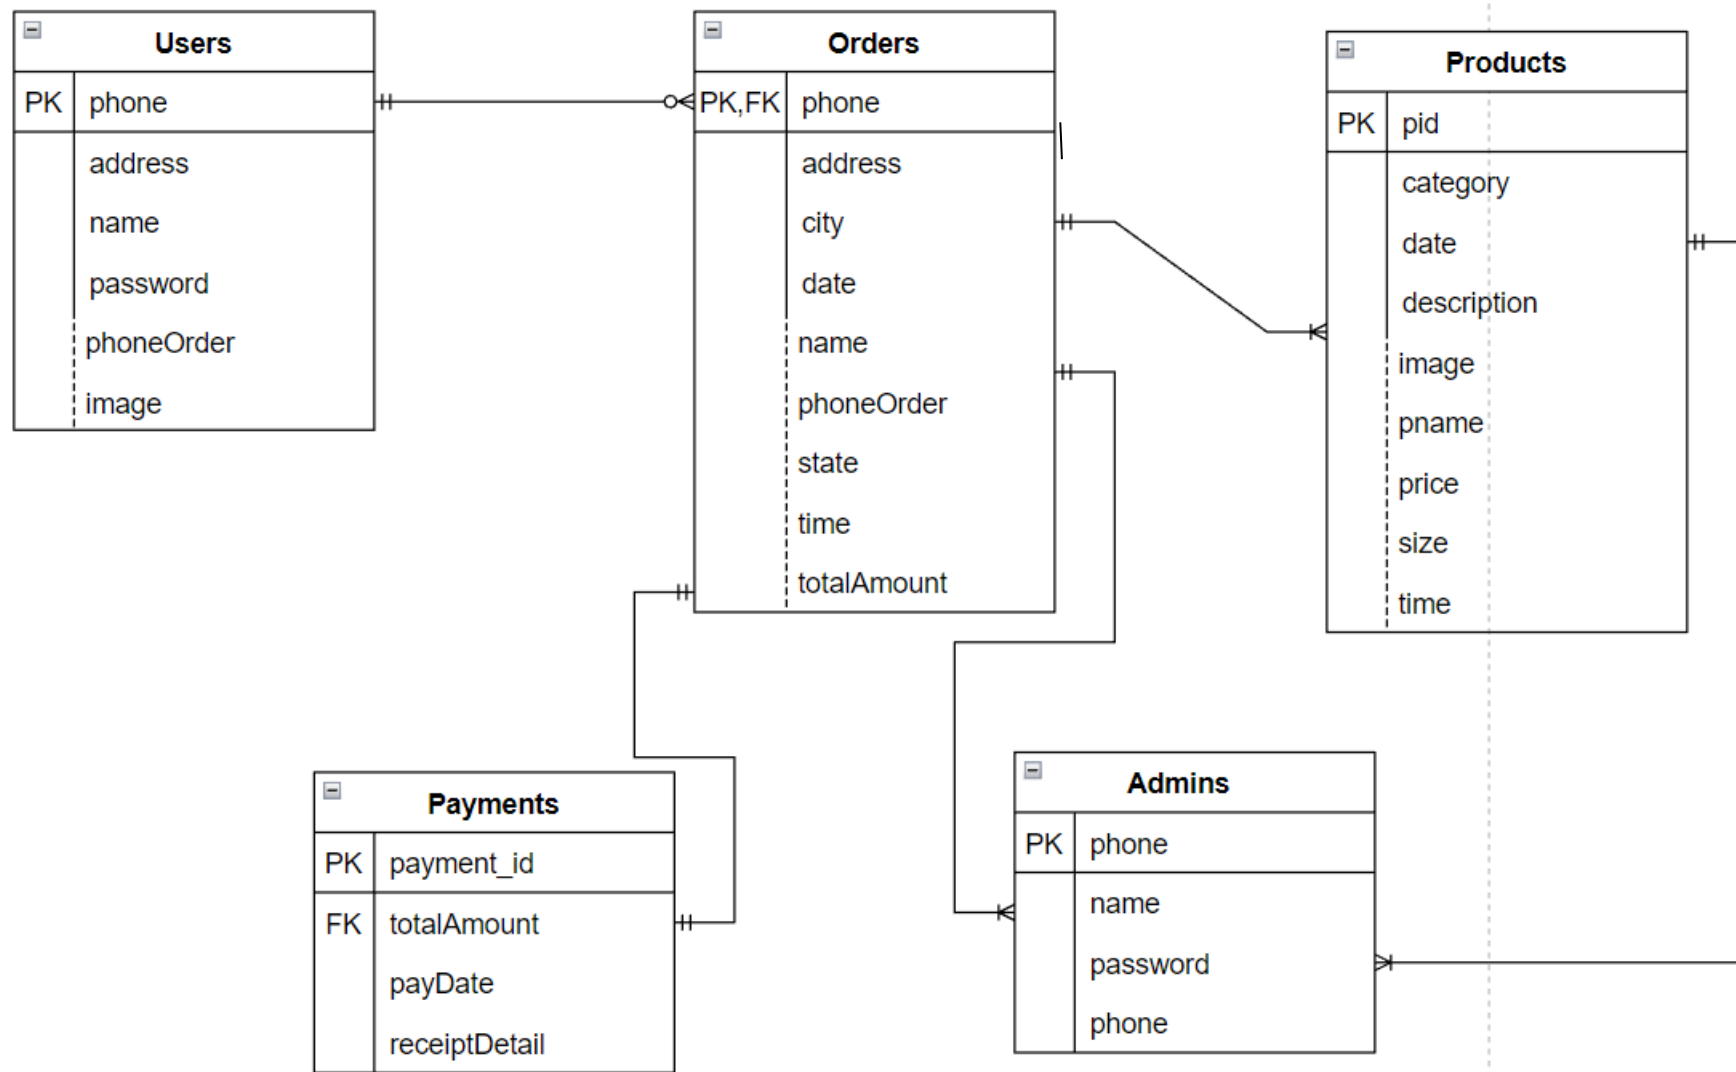 Users
PK phone
address
name
password
phoneOrder
image
Orders
PK,FK phone
address
city
date
name
phoneOrder
state
time
totalAmount
Products
PK pid
category
date
description
image
pname
price
size
time
Payments
PK payment_id
FK totalAmount
payDate
receiptDetail
Admins
PK phone
name
password
phone